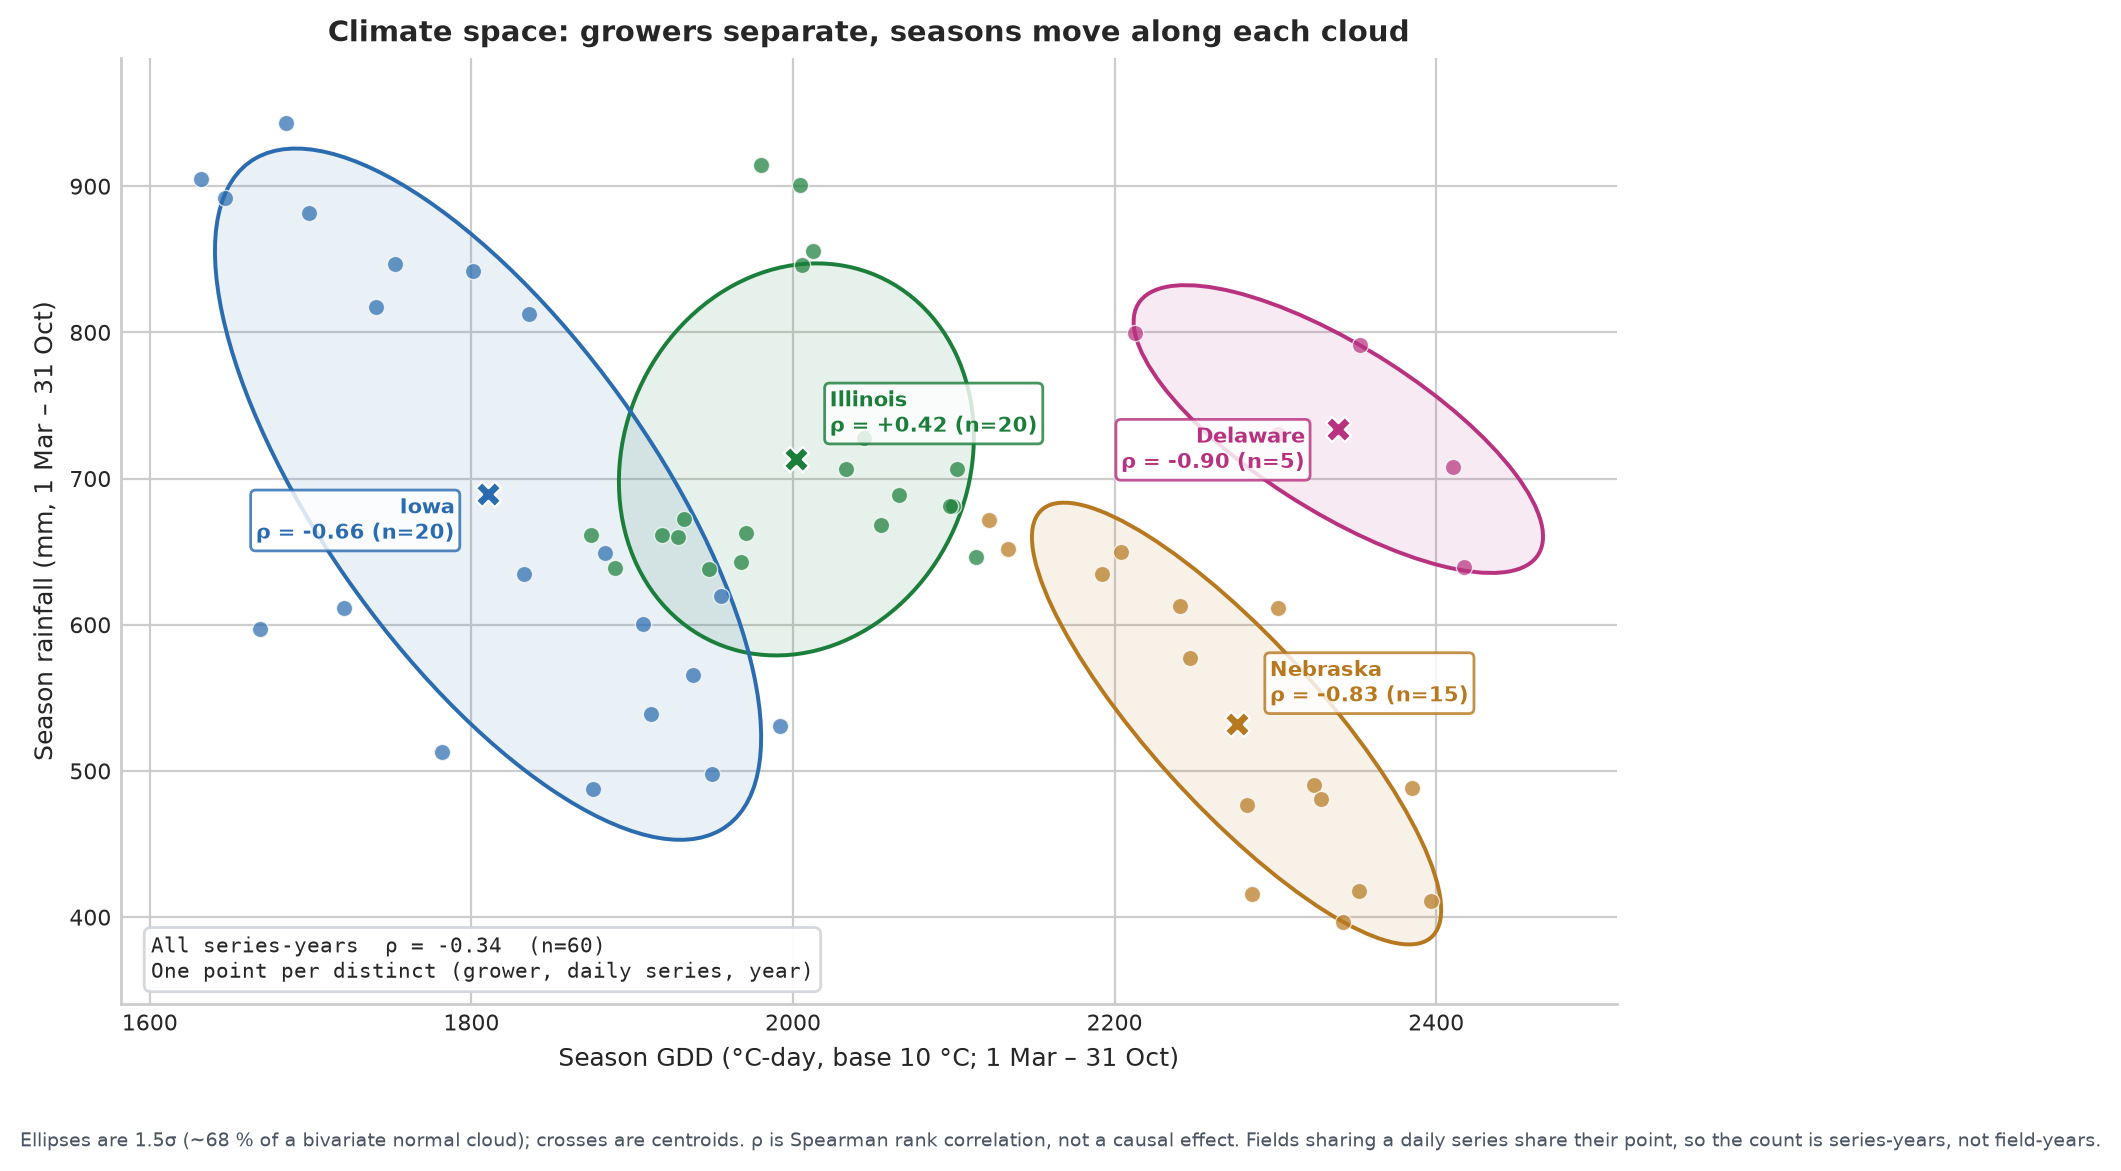 Climate space: growers separate, seasons move along each cloud
Season rainfall (mm, 1 Mar – 31 Oct)
900
800
700
600
500
400
Illinois
ρ = +0.42 (n=20)
Delaware
ρ = -0.90 (n=5)
Iowa
ρ = -0.66 (n=20)
Nebraska
ρ = -0.83 (n=15)
All series-years  ρ = -0.34  (n=60)
One point per distinct (grower, daily series, year)
1600
1800
2000
2200
2400
Season GDD (°C-day, base 10 °C; 1 Mar – 31 Oct)
Ellipses are 1.5σ (~68 % of a bivariate normal cloud); crosses are centroids. ρ is Spearman rank correlation, not a causal effect. Fields sharing a daily series share their point, so the count is series-years, not field-years.